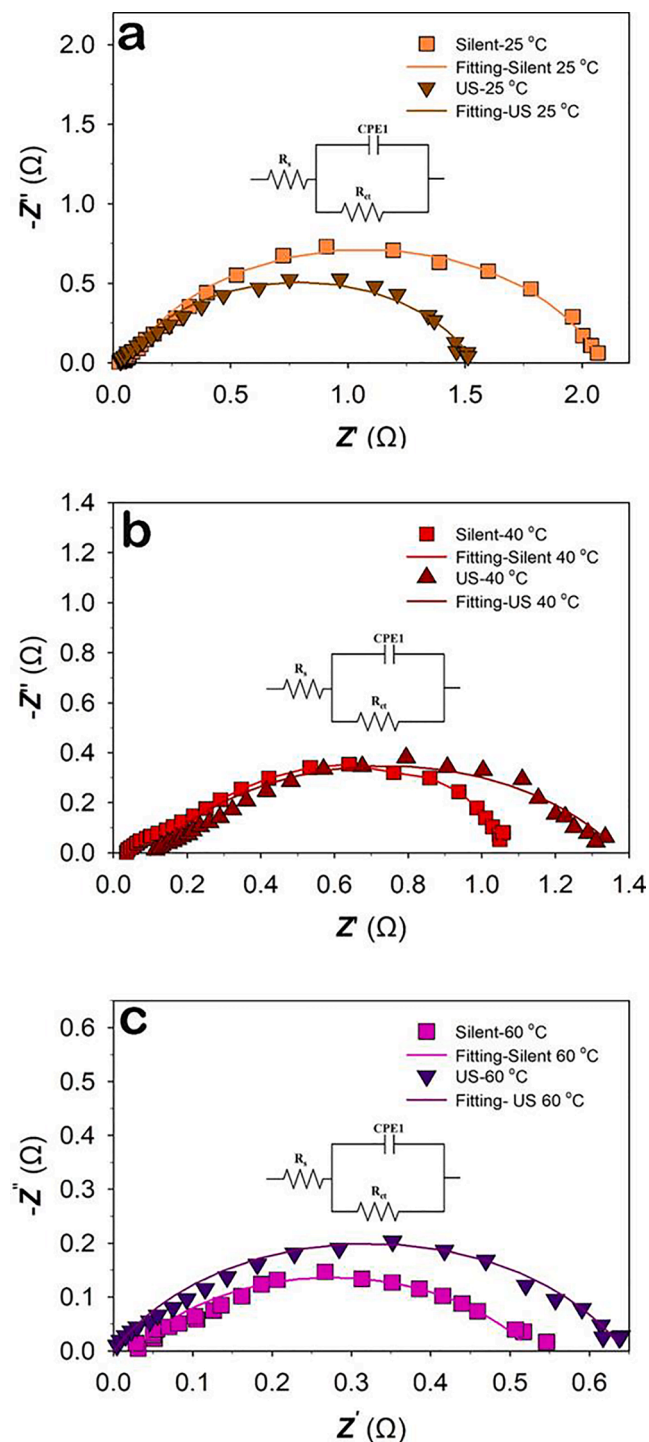 a
-Z'' (Ω)
2.0
1.5
1.0
0.5
0.0
Silent-25 °C
Fitting-Silent 25 °C
US-25 °C
Fitting-US 25 °C
CPE1
Rs
Rct
0.0 0.5 1.0 1.5 2.0
Z' (Ω)
b
-Z'' (Ω)
1.4
1.2
1.0
0.8
0.6
0.4
0.2
0.0
Silent-40 °C
Fitting-Silent 40 °C
US-40 °C
Fitting-US 40 °C
CPE1
Rs
Rct
0.0 0.2 0.4 0.6 0.8 1.0 1.2 1.4
Z' (Ω)
c
-Z'' (Ω)
0.6
0.5
0.4
0.3
0.2
0.1
0.0
Silent-60 °C
Fitting-Silent 60 °C
US-60 °C
Fitting- US 60 °C
CPE1
Rs
Rct
0.0 0.1 0.2 0.3 0.4 0.5 0.6
Z' (Ω)